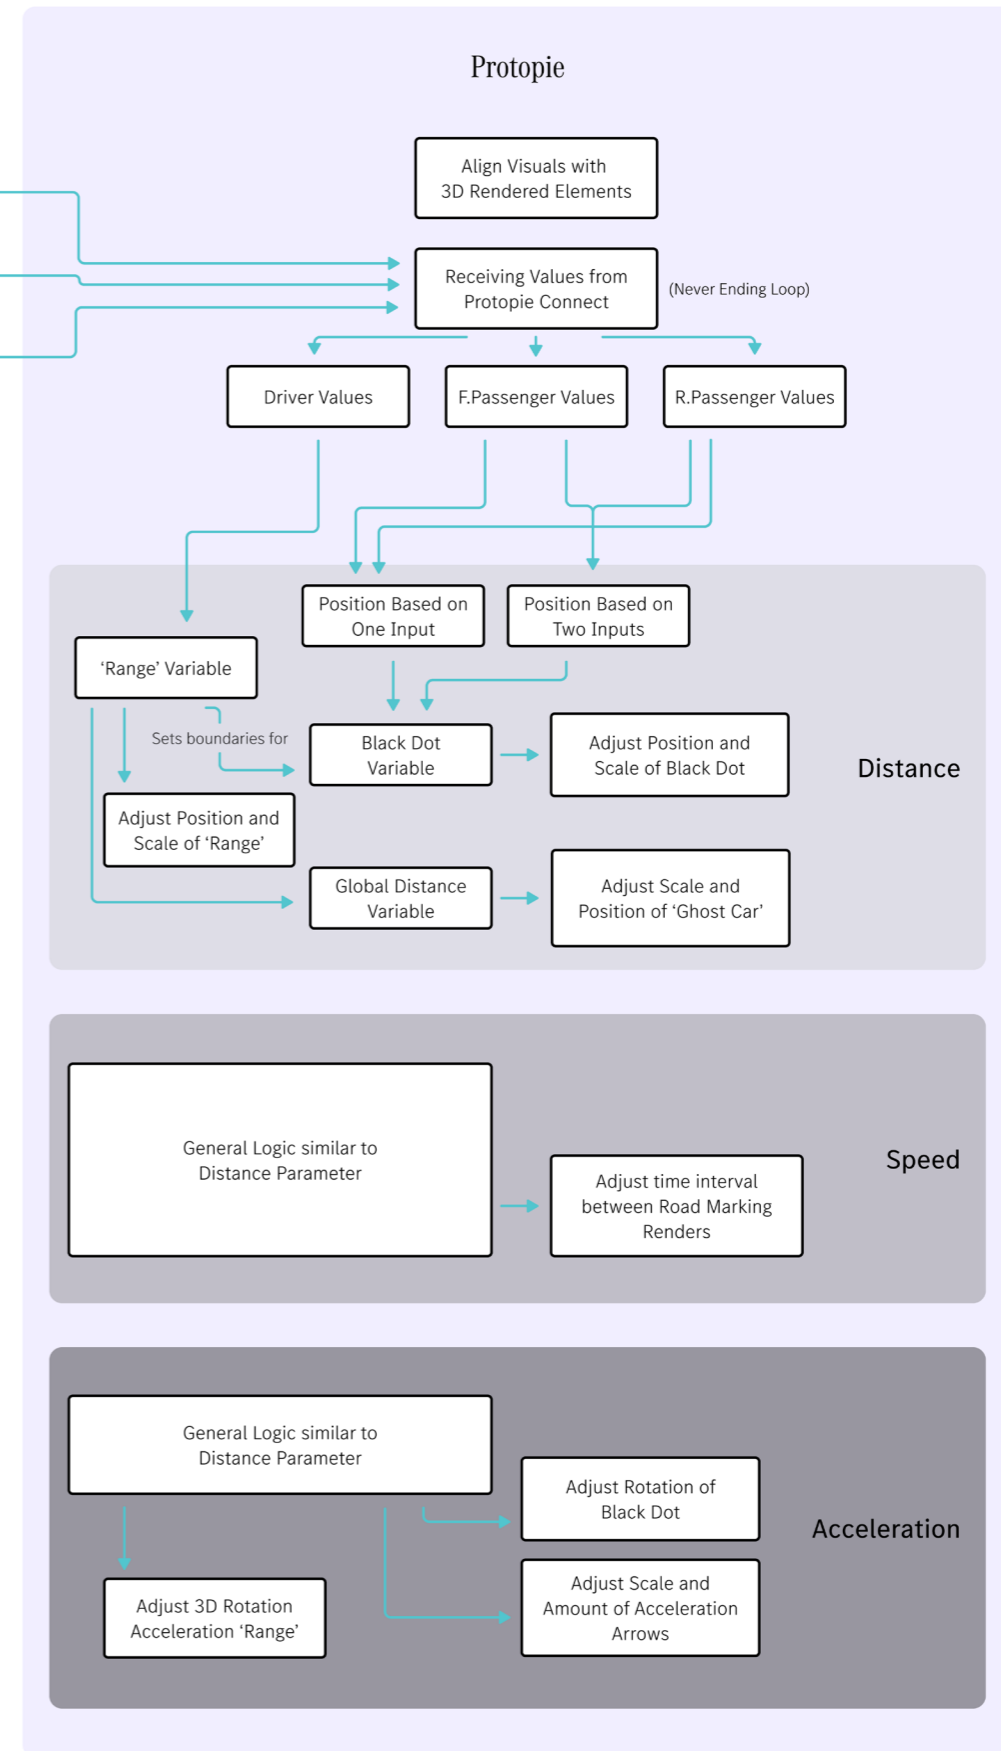 Protopie
Align Visuals with
3D Rendered Elements
Receiving Values from
Protopie Connect
(Never Ending Loop)
Driver Values
F.Passenger Values
R.Passenger Values
Position Based on
One Input
Position Based on
Two Inputs
‘Range’ Variable
Sets boundaries for
Black Dot
Variable
Adjust Position and
Scale of Black Dot
Distance
Adjust Position and
Scale of ‘Range’
Global Distance
Variable
Adjust Scale and
Position of ‘Ghost Car’
General Logic similar to
Distance Parameter
Speed
Adjust time interval
between Road Marking
Renders
General Logic similar to
Distance Parameter
Adjust Rotation of
Black Dot
Acceleration
Adjust 3D Rotation
Acceleration ‘Range’
Adjust Scale and
Amount of Acceleration
Arrows